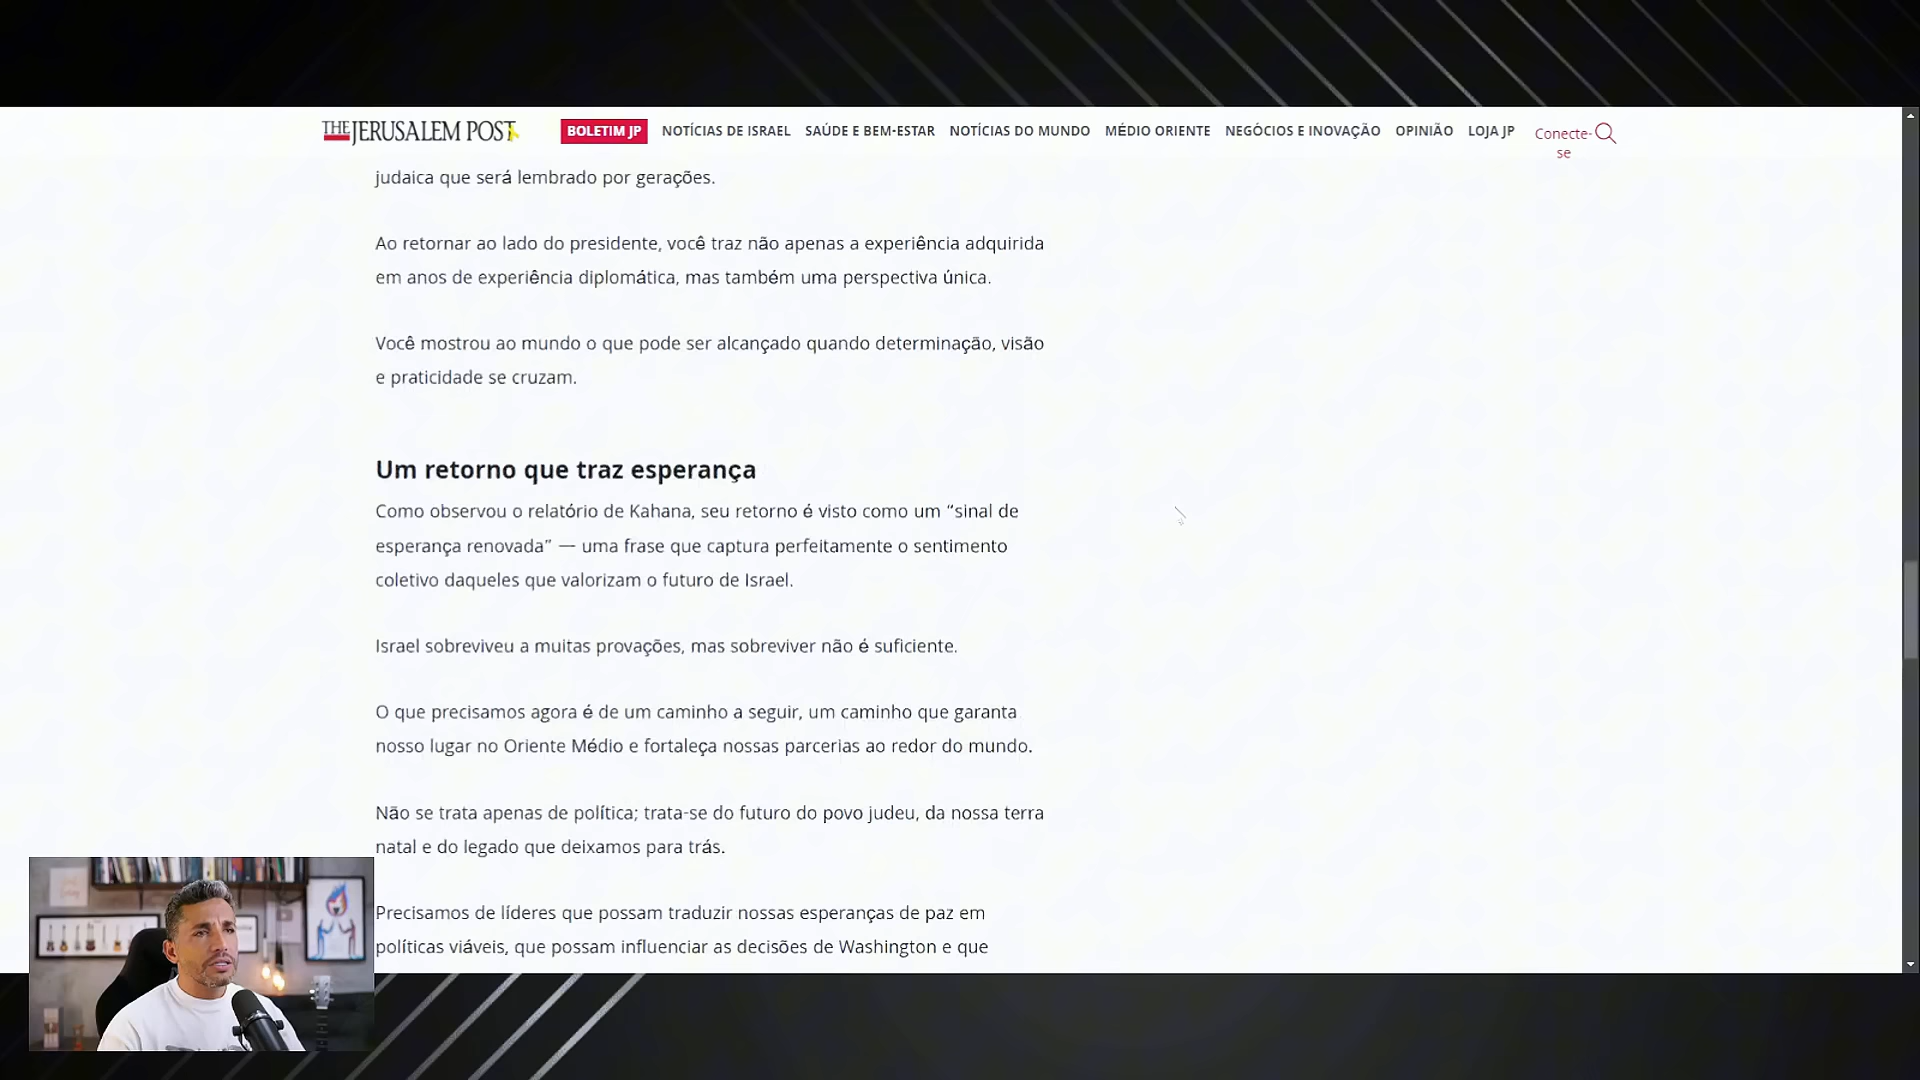 THE JERUSALEM POST
BOLETIM JP
NOTÍCIAS DE ISRAEL
SAÚDE E BEM-ESTAR
NOTÍCIAS DO MUNDO
MÉDIO ORIENTE
NEGÓCIOS E INOVAÇÃO
OPINIÃO
LOJA JP
Conecte-
se
judaica que será lembrado por gerações.
Ao retornar ao lado do presidente, você traz não apenas a experiência adquirida
em anos de experiência diplomática, mas também uma perspectiva única.
Você mostrou ao mundo o que pode ser alcançado quando determinação, visão
e praticidade se cruzam.
Um retorno que traz esperança
Como observou o relatório de Kahana, seu retorno é visto como um “sinal de
esperança renovada” — uma frase que captura perfeitamente o sentimento
coletivo daqueles que valorizam o futuro de Israel.
Israel sobreviveu a muitas provações, mas sobreviver não é suficiente.
O que precisamos agora é de um caminho a seguir, um caminho que garanta
nosso lugar no Oriente Médio e fortaleça nossas parcerias ao redor do mundo.
Não se trata apenas de política; trata-se do futuro do povo judeu, da nossa terra
natal e do legado que deixamos para trás.
Precisamos de líderes que possam traduzir nossas esperanças de paz em
políticas viáveis, que possam influenciar as decisões de Washington e que